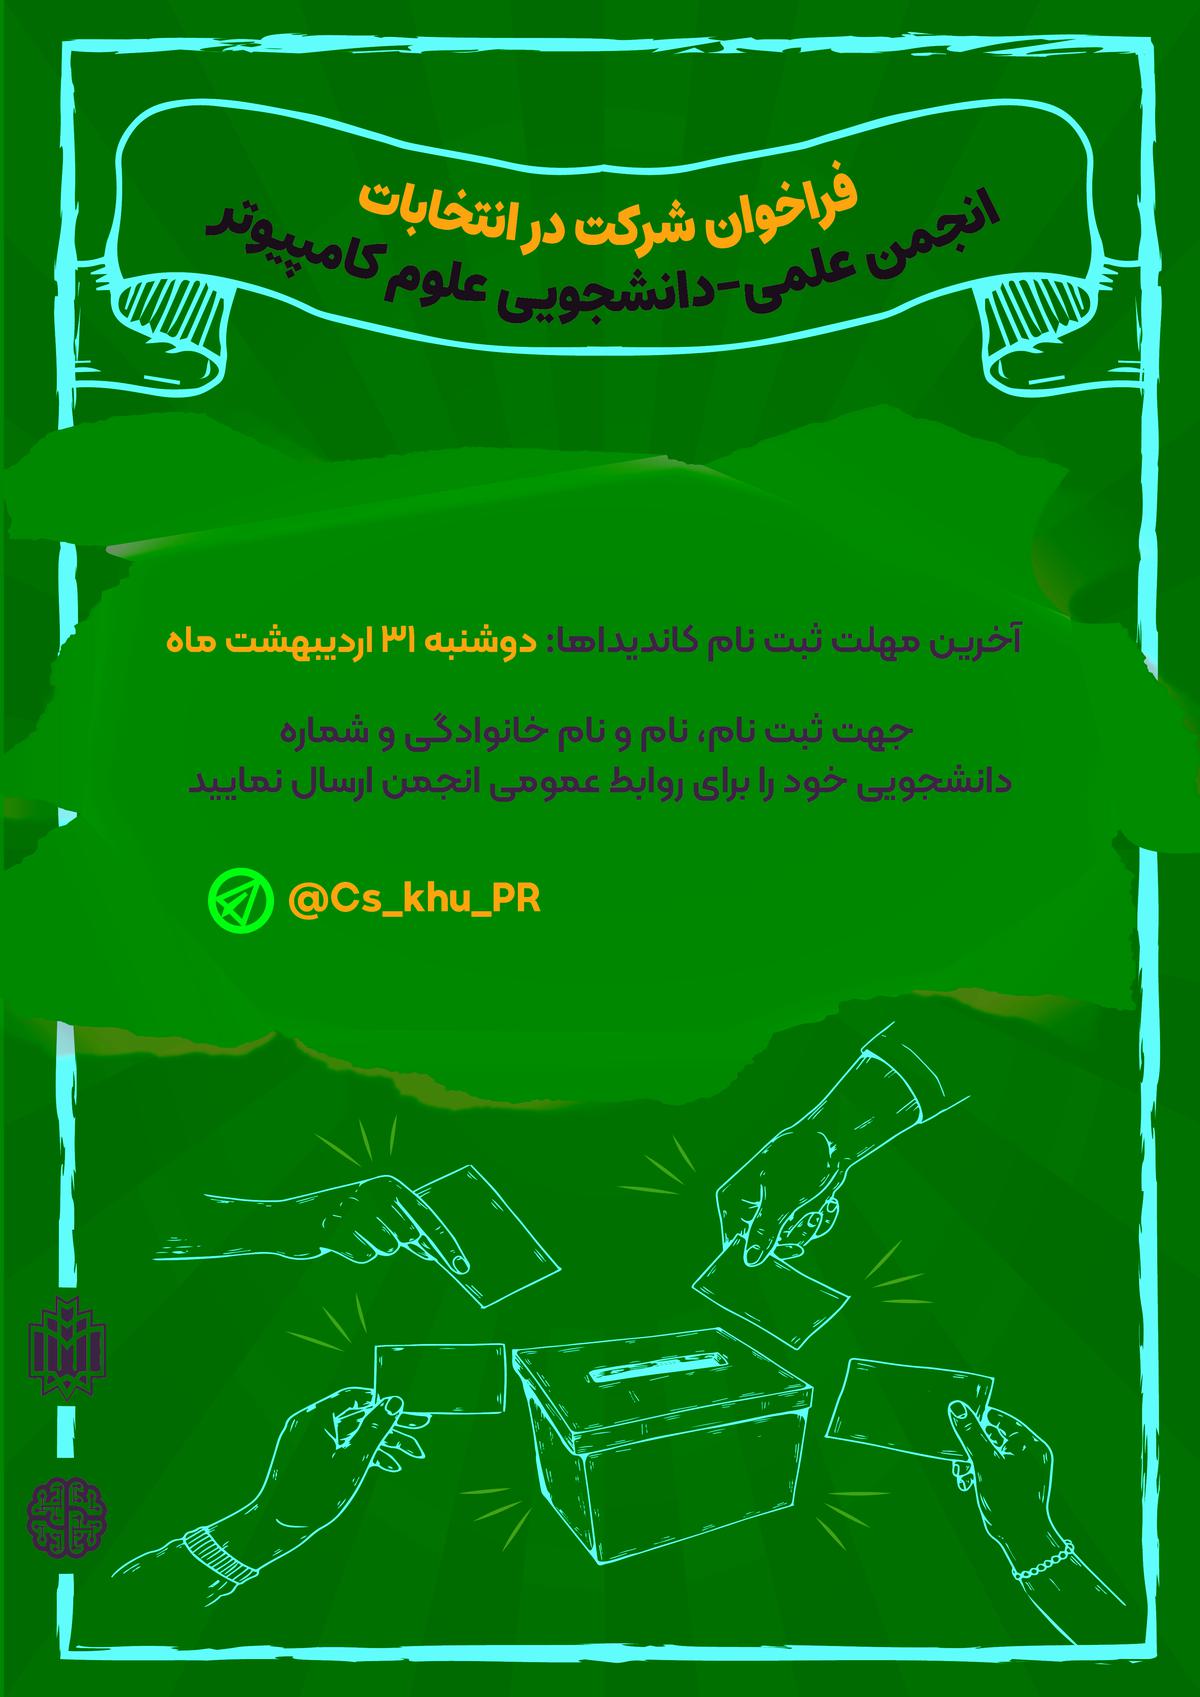 فراخوان شرکت در انتخابات
انجمن علمی-دانشجویی علوم کامپیوتر
آخرین مهلت ثبت نام کاندیداها: دوشنبه ۳۱ اردیبهشت ماه
جهت ثبت نام، نام و نام خانوادگی و شماره
دانشجویی خود را برای روابط عمومی انجمن ارسال نمایید
@Cs_khu_PR